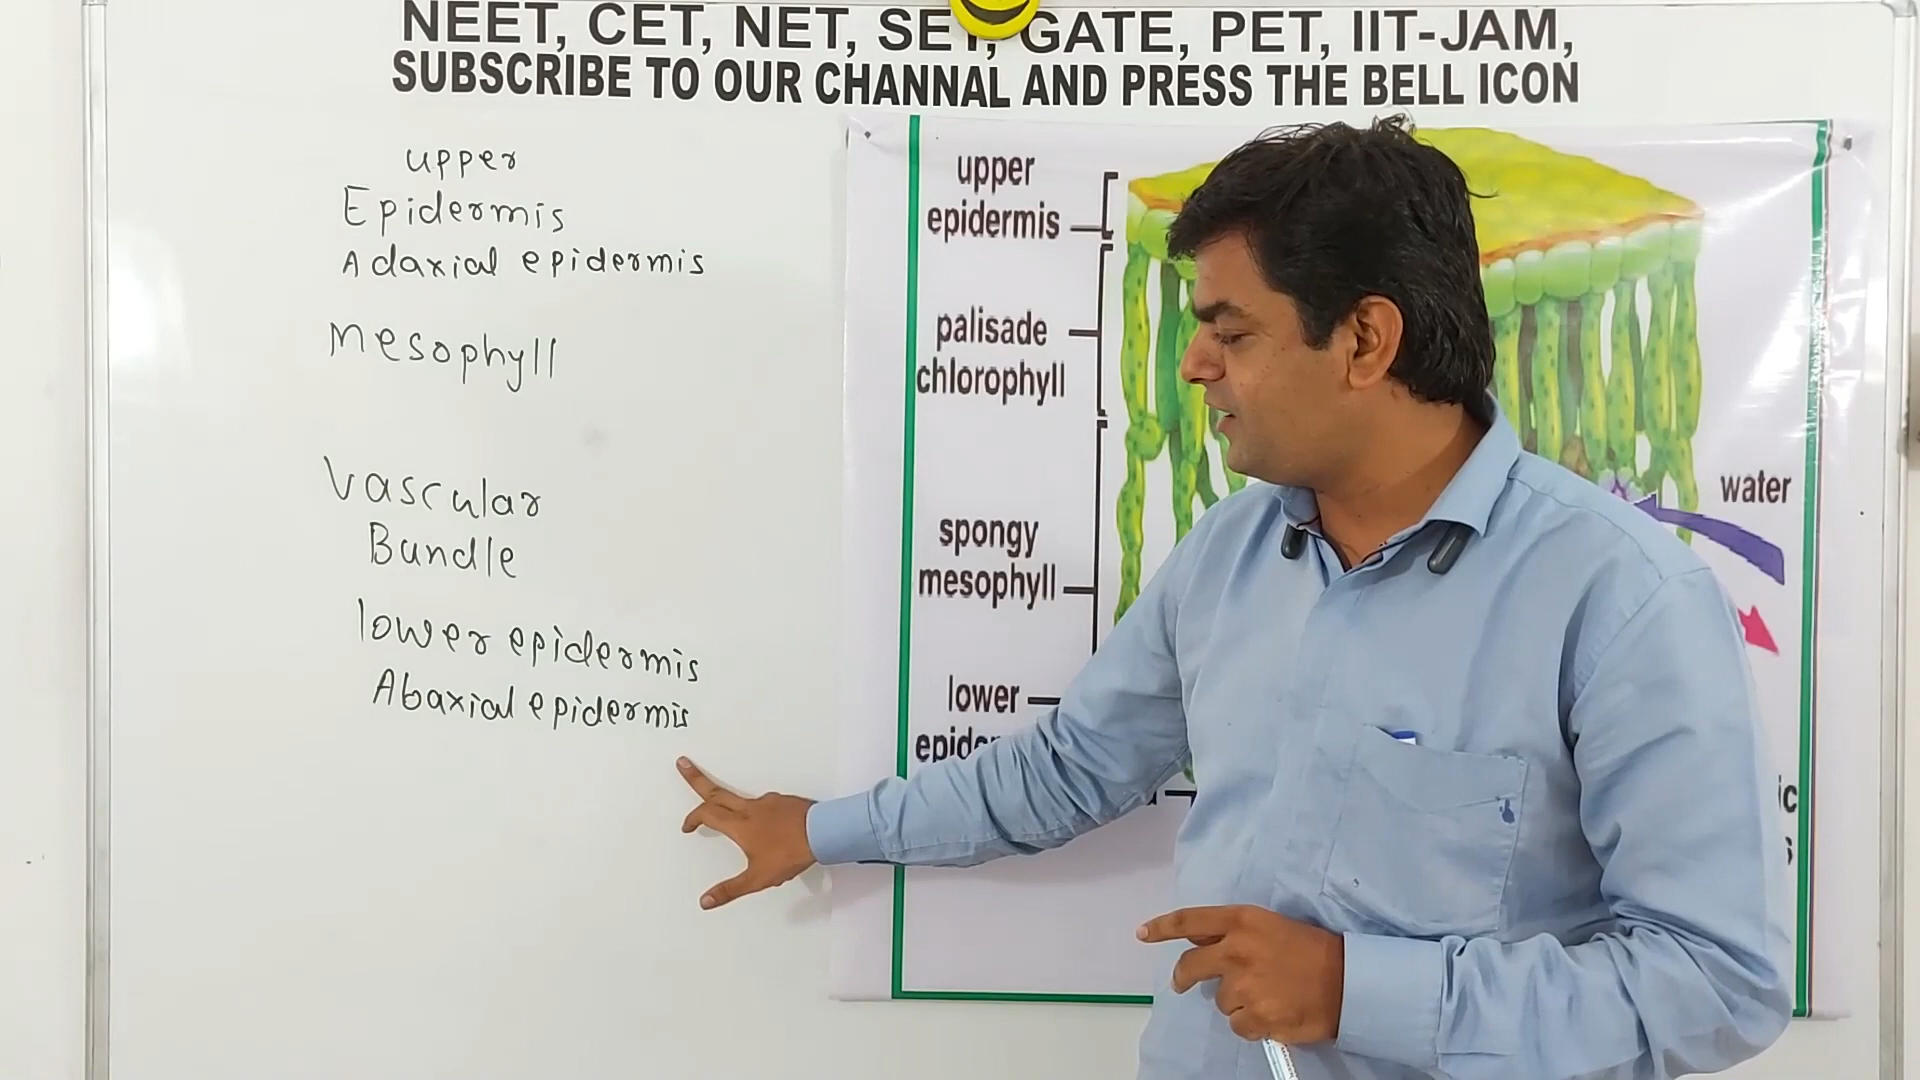 NEET, CET, NET, SET, GATE, PET, IIT-JAM,
SUBSCRIBE TO OUR CHANNAL AND PRESS THE BELL ICON
upper
Epidermis
Adaxial epidermis
Mesophyll
Vascular
Bundle
lower epidermis
Abaxial epidermis
upper
epidermis
palisade
chlorophyll
spongy
mesophyll
lower
water